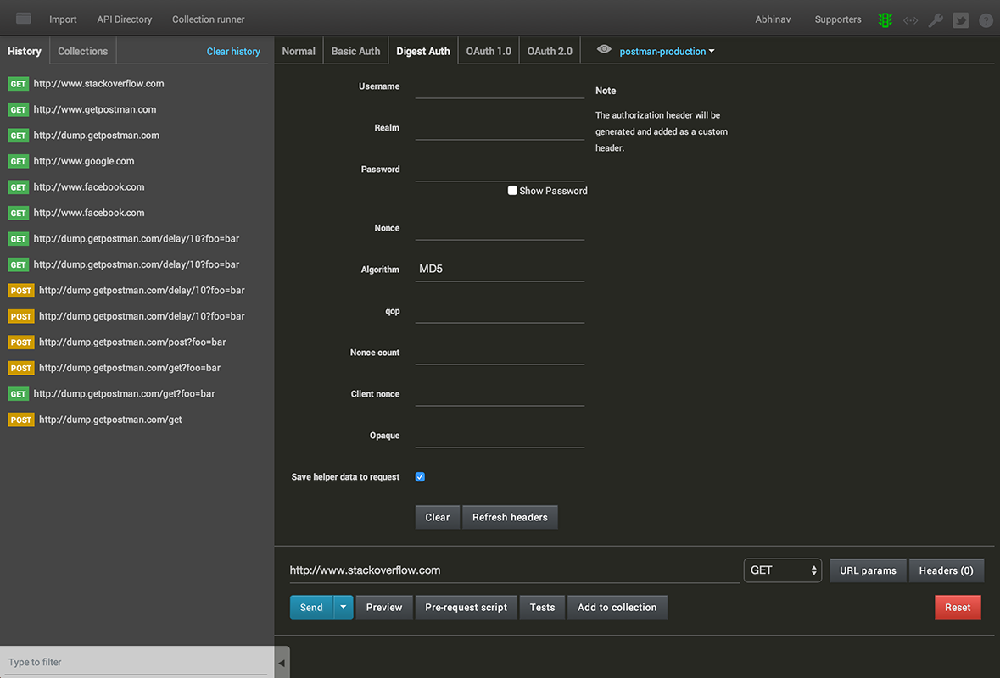 Import API Directory Collection runner Abhinav Supporters
History Collections Clear history
GET http://www.stackoverflow.com
GET http://www.getpostman.com
GET http://dump.getpostman.com
GET http://www.google.com
GET http://www.facebook.com
GET http://www.facebook.com
GET http://dump.getpostman.com/delay/10?foo=bar
GET http://dump.getpostman.com/delay/10?foo=bar
POST http://dump.getpostman.com/delay/10?foo=bar
POST http://dump.getpostman.com/delay/10?foo=bar
POST http://dump.getpostman.com/post?foo=bar
POST http://dump.getpostman.com/get?foo=bar
GET http://dump.getpostman.com/get?foo=bar
POST http://dump.getpostman.com/get
Type to filter
Normal Basic Auth Digest Auth OAuth 1.0 OAuth 2.0 postman-production
Username
Realm
Password
Show Password
Nonce
Algorithm MD5
qop
Nonce count
Client nonce
Opaque
Save helper data to request
Clear Refresh headers
Note
The authorization header will be
generated and added as a custom
header.
http://www.stackoverflow.com GET URL params Headers (0)
Send Preview Pre-request script Tests Add to collection Reset